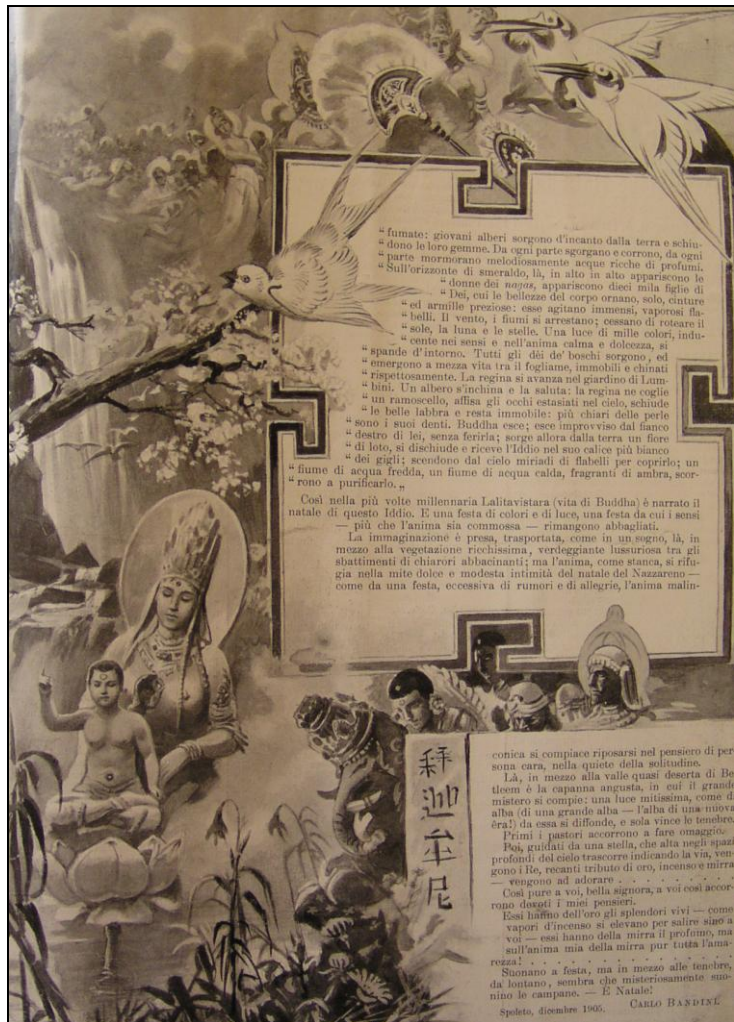 “ fumate: giovani alberi sorgono d'incanto dalla terra e schiu-
“ dono le loro gemme. Da ogni parte sgorgano e corrono, da ogni
“ parte mormorano melodiosamente acque ricche di profumi.
“ Sull'orizzonte di smeraldo, là, in alto in alto appariscono le
“ donne dei nagas, appariscono dieci mila figlie di
“ Dei, cui le bellezze del corpo ornano, solo, cinture
“ ed armille preziose: esse agitano immensi, vaporosi fla-
“ belli. Il vento, i fiumi si arrestano; cessano di roteare il
“ sole, la luna e le stelle. Una luce di mille colori, indu-
“ cente nei sensi e nell'anima calma e dolcezza, si
“ spande d'intorno. Tutti gli dèi de' boschi sorgono, ed
“ emergono a mezza vita tra il fogliame, immobili e chinati
“ rispettosamente. La regina si avanza nel giardino di Lum-
“ bini. Un albero s'inchina e la saluta: la regina ne coglie
“ un ramoscello, affisa gli occhi estasiati nel cielo, schiude
“ le belle labbra e resta immobile: più chiari delle perle
“ sono i suoi denti. Buddha esce; esce improvviso dal fianco
“ destro di lei, senza ferirla; sorge allora dalla terra un fiore
“ di loto, si dischiude e riceve l'Iddio nel suo calice più bianco
“ dei gigli; scendono dal cielo miriadi di flabelli per coprirlo; un
“ fiume di acqua fredda, un fiume di acqua calda, fragranti di ambra, scor-
“ rono a purificarlo. „
Così nella più volte millennaria Lalitavistara (vita di Buddha) è narrato il
natale di questo Iddio. E una festa di colori e di luce, una festa da cui i sensi
— più che l'anima sia commossa — rimangono abbagliati.
La immaginazione è presa, trasportata, come in un sogno, là, in
mezzo alla vegetazione ricchissima, verdeggiante lussuriosa tra gli
sbattimenti di chiarori abbacinanti; ma l'anima, come stanca, si rifu-
gia nella mite dolce e modesta intimità del natale del Nazzareno —
come da una festa, eccessiva di rumori e di allegrie, l'anima malin-
conica si compiace riposarsi nel pensiero di per
sona cara, nella quiete della solitudine.
Là, in mezzo alla valle quasi deserta di Be
tleem è la capanna angusta, in cui il grande
mistero si compie: una luce mitissima, come d
alba (di una grande alba — l'alba di una nuova
èra!) da essa si diffonde, e sola vince le tenebre.
Primi i pastori accorrono a fare omaggio.
Poi, guidati da una stella, che alta negli spazi
profondi del cielo trascorre indicando la via, ven-
gono i Re, recanti tributo di oro, incenso e mirra
— vengono ad adorare . . . . . . . . . .
Così pure a voi, bella signora, a voi così accor-
rono devoti i miei pensieri.
Essi hanno dell'oro gli splendori vivi — come
vapori d'incenso si elevano per salire sino a
voi — essi hanno della mirra il profumo, ma
sull'anima mia della mirra pur tutta l'ama-
rezza! . . . . . . . . . . . . . . .
Suonano a festa, ma in mezzo alle tenebre,
da lontano, sembra che misteriosamente suo-
nino le campane. — È Natale!
CARLO BANDINI.
Spoleto, dicembre 1905.
釋
迦
牟
尼